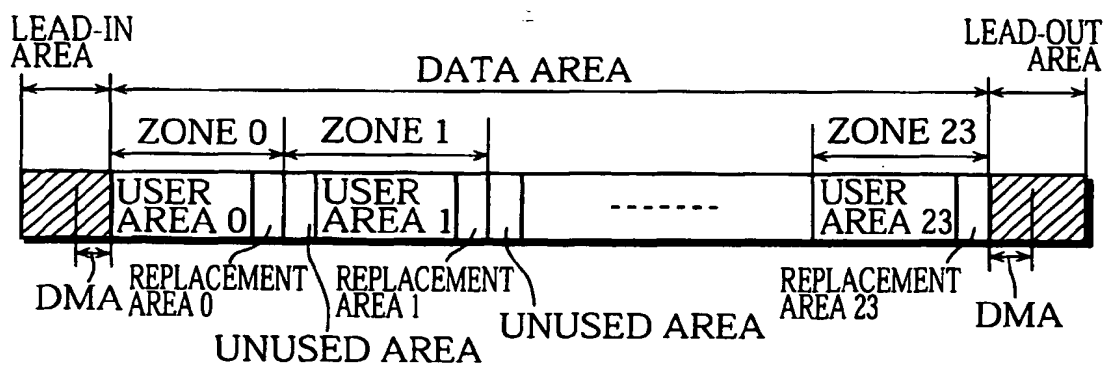 LEAD-IN
AREA
LEAD-OUT
AREA
DATA AREA
ZONE 0
ZONE 1
ZONE 23
USER
AREA 0
USER
AREA 1
USER
AREA 23
DMA
REPLACEMENT
AREA 0
UNUSED AREA
REPLACEMENT
AREA 1
UNUSED AREA
REPLACEMENT
AREA 23
DMA